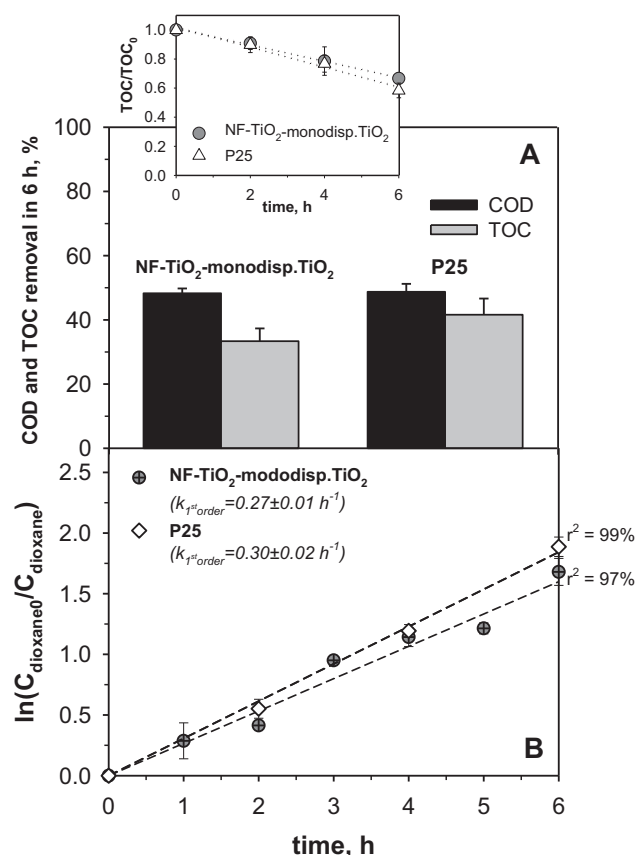 TOC/TOC0
1.0
0.8
0.6
0.4
0.2
0.0
NF-TiO2-monodisp.TiO2
P25
0 2 4 6
time, h
COD and TOC removal in 6 h, %
100
80
60
40
20
0
A
COD
TOC
NF-TiO2-monodisp.TiO2
P25
ln(Cdioxane0/Cdioxane)
2.5
2.0
1.5
1.0
0.5
0.0
NF-TiO2-mododisp.TiO2
(k1st order=0.27±0.01 h-1)
P25
(k1st order=0.30±0.02 h-1)
r2 = 99%
r2 = 97%
B
0 1 2 3 4 5 6
time, h